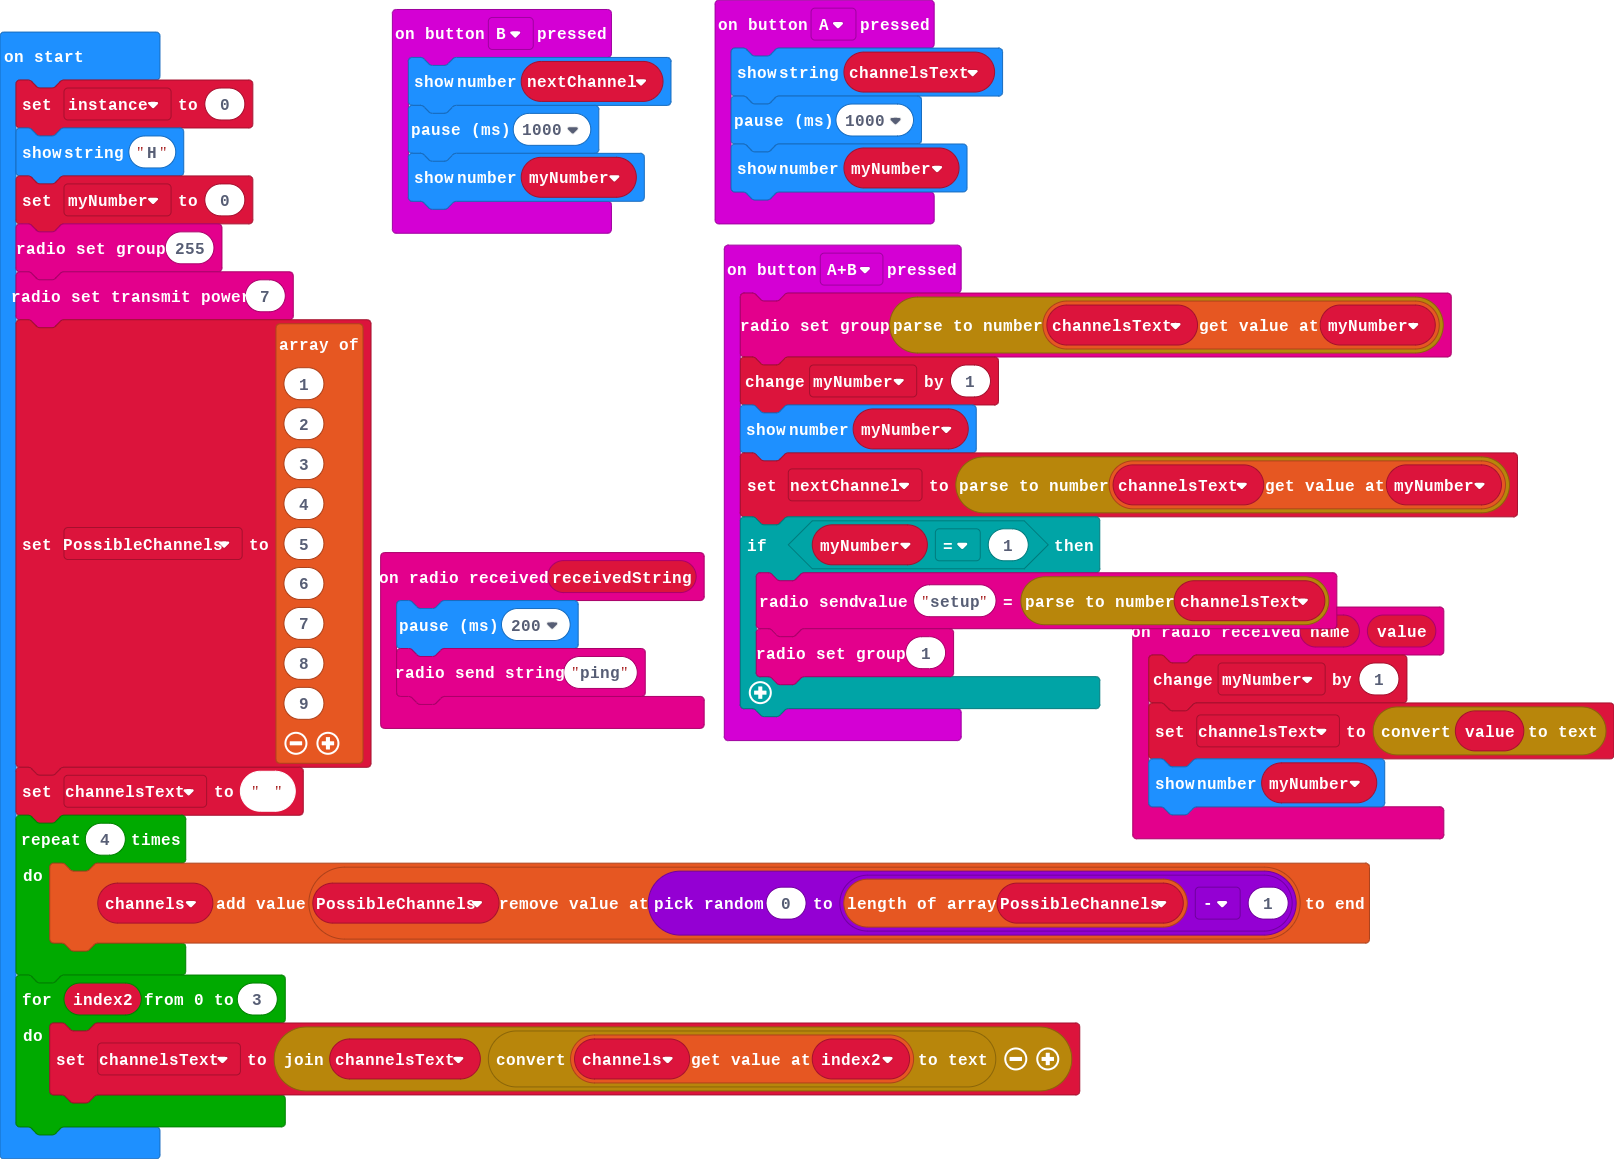 on start
set instance to 0
show string "H"
set myNumber to 0
radio set group 255
radio set transmit power 7
set PossibleChannels to array of
1
2
3
4
5
6
7
8
9
set channelsText to " "
repeat 4 times
do
channels add value PossibleChannels remove value at pick random 0 to length of array PossibleChannels - 1 to end
for index2 from 0 to 3
do
set channelsText to join channelsText convert channels get value at index2 to text
on button B pressed
show number nextChannel
pause (ms) 1000
show number myNumber
on button A pressed
show string channelsText
pause (ms) 1000
show number myNumber
on button A+B pressed
radio set group parse to number channelsText get value at myNumber
change myNumber by 1
show number myNumber
set nextChannel to parse to number channelsText get value at myNumber
if myNumber = 1 then
radio send value "setup" = parse to number channelsText
radio set group 1
on radio received receivedString
pause (ms) 200
radio send string "ping"
on radio received name value
change myNumber by 1
set channelsText to convert value to text
show number myNumber